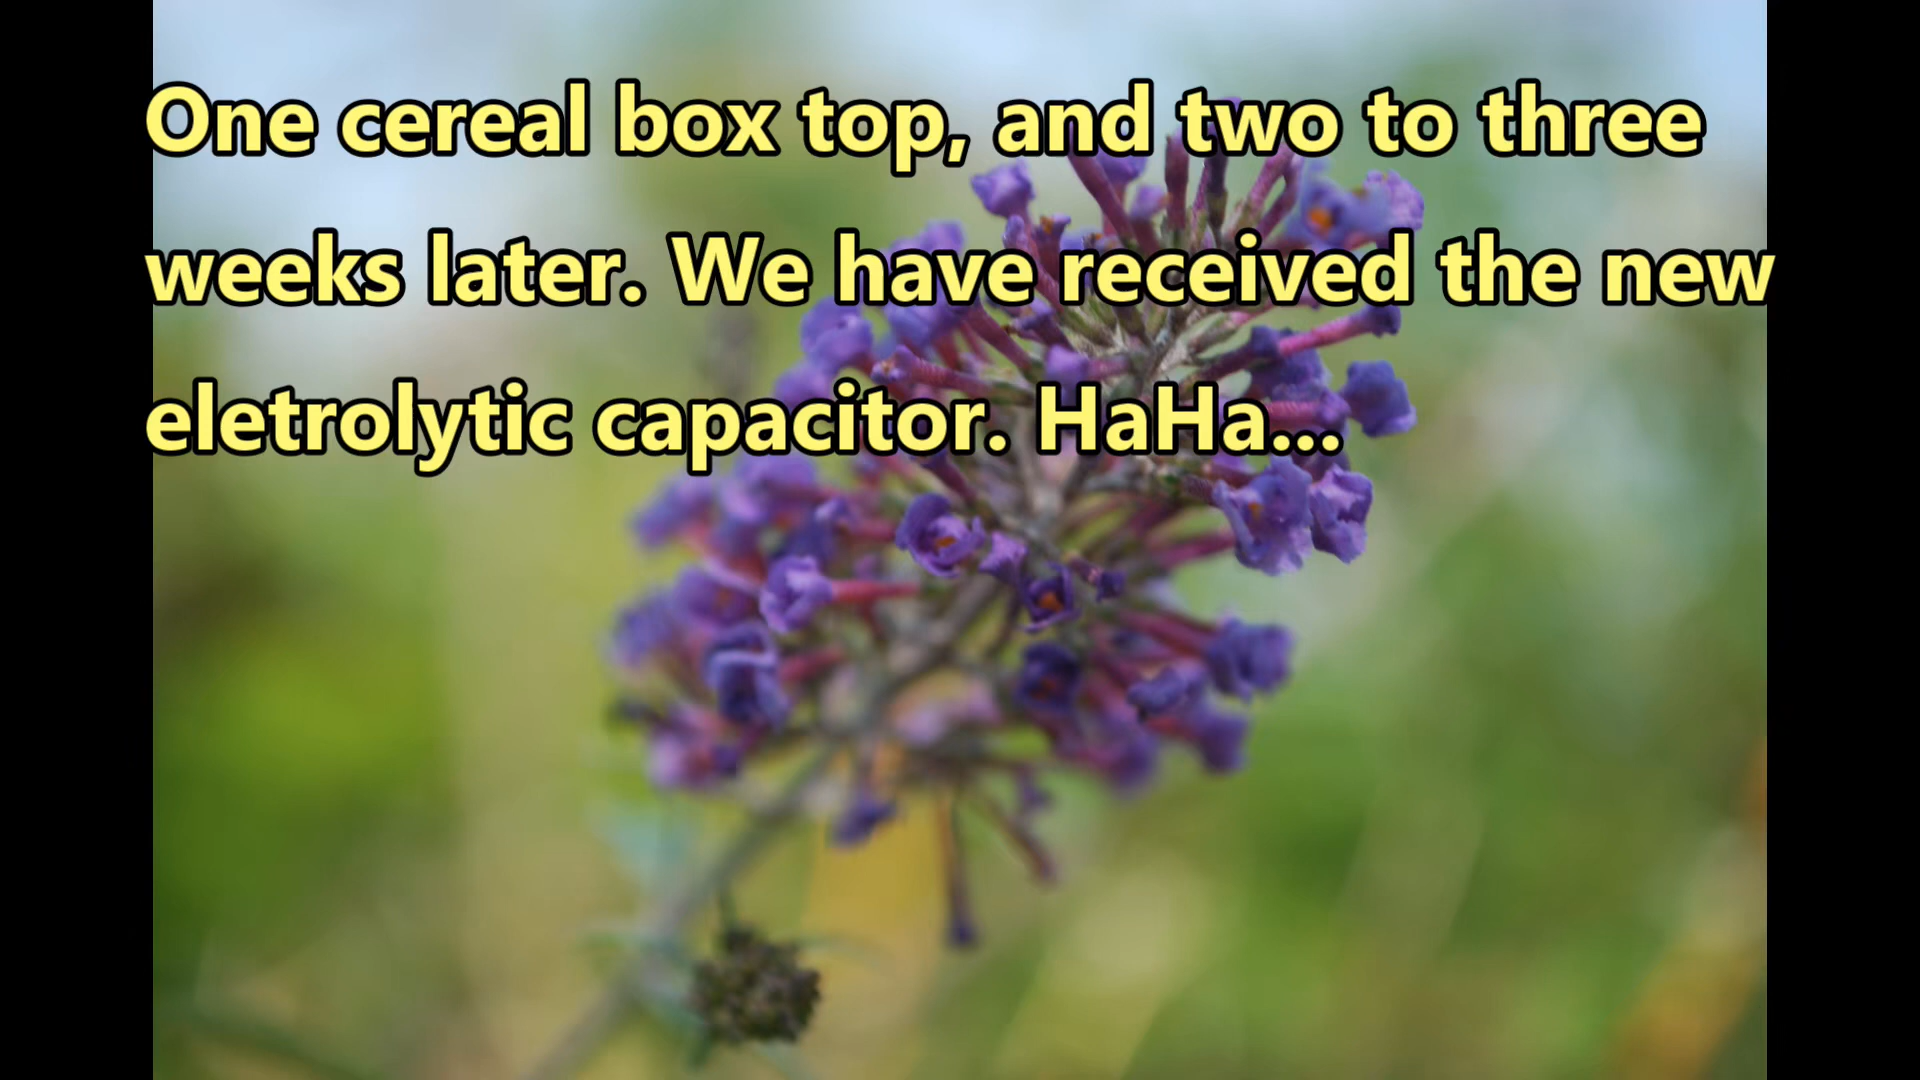 One cereal box top, and two to three
weeks later. We have received the new
eletrolytic capacitor. HaHa...